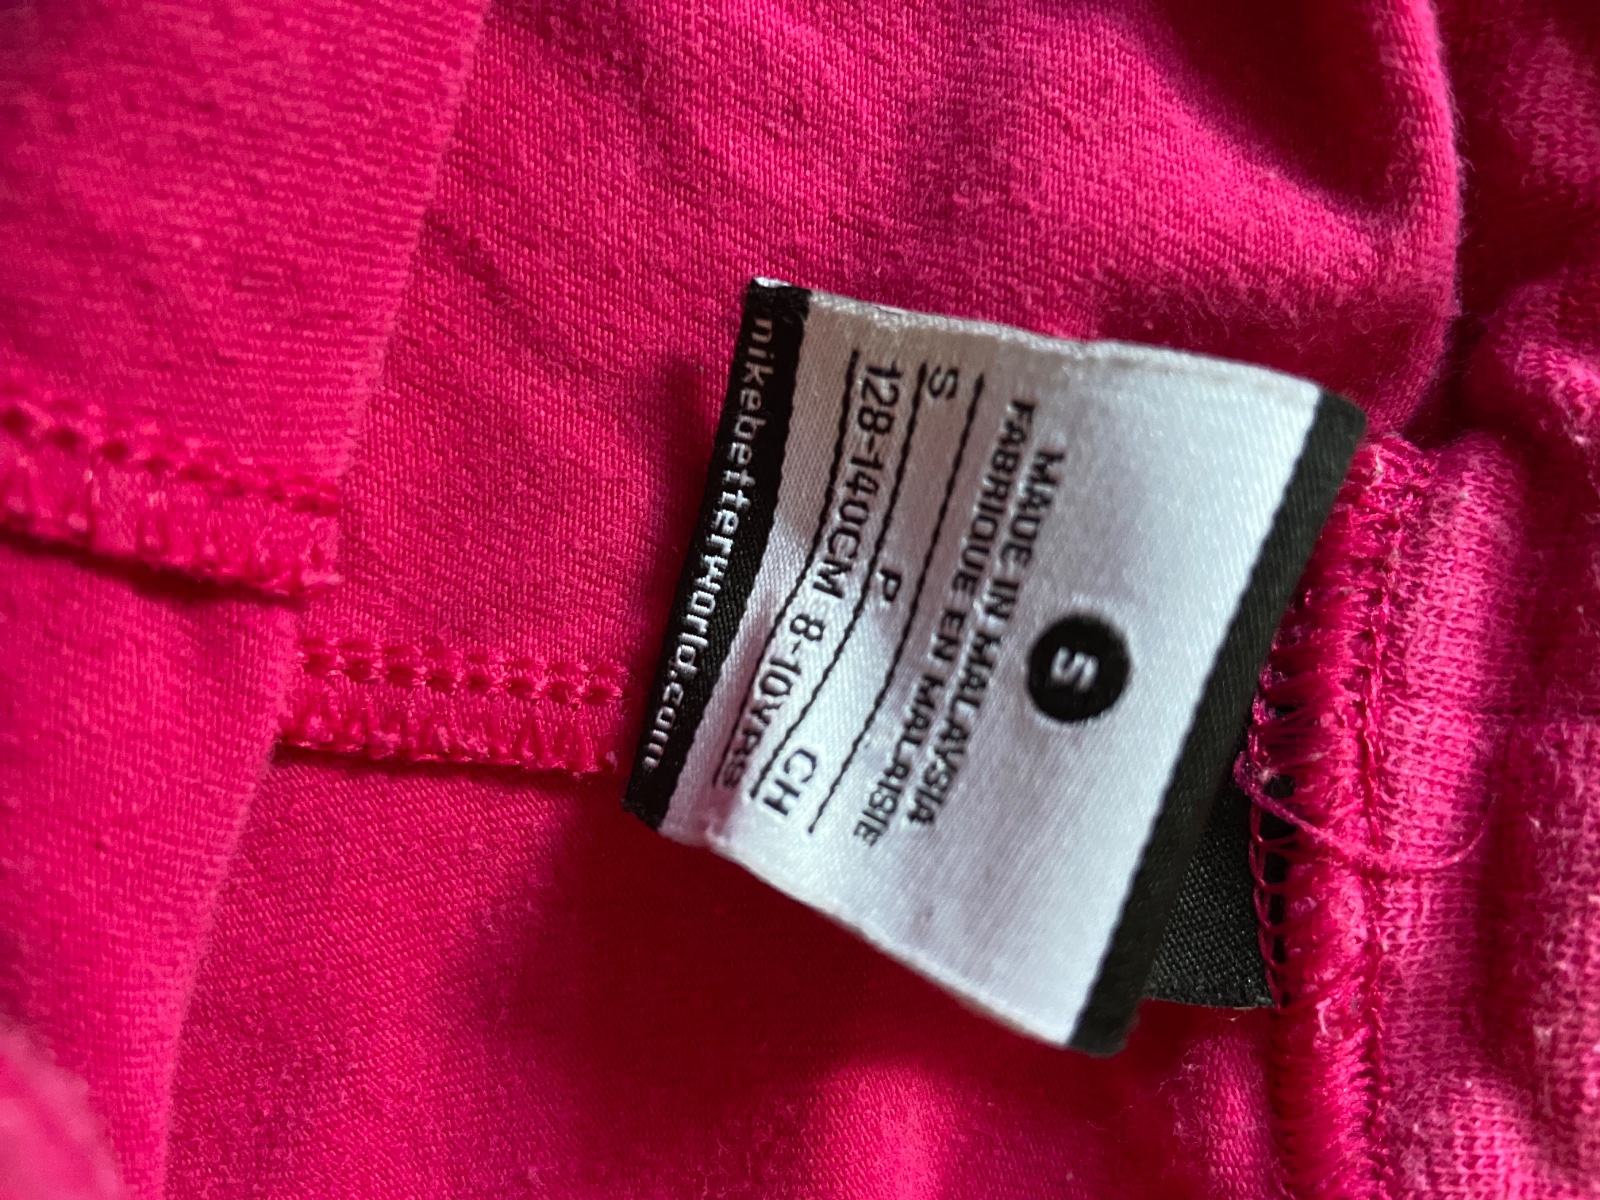 S
MADE IN MALAYSIA
FABRIQUE EN MALAISIE
S P CH
128-140CM 8-10YRS
nikebetterworld.com